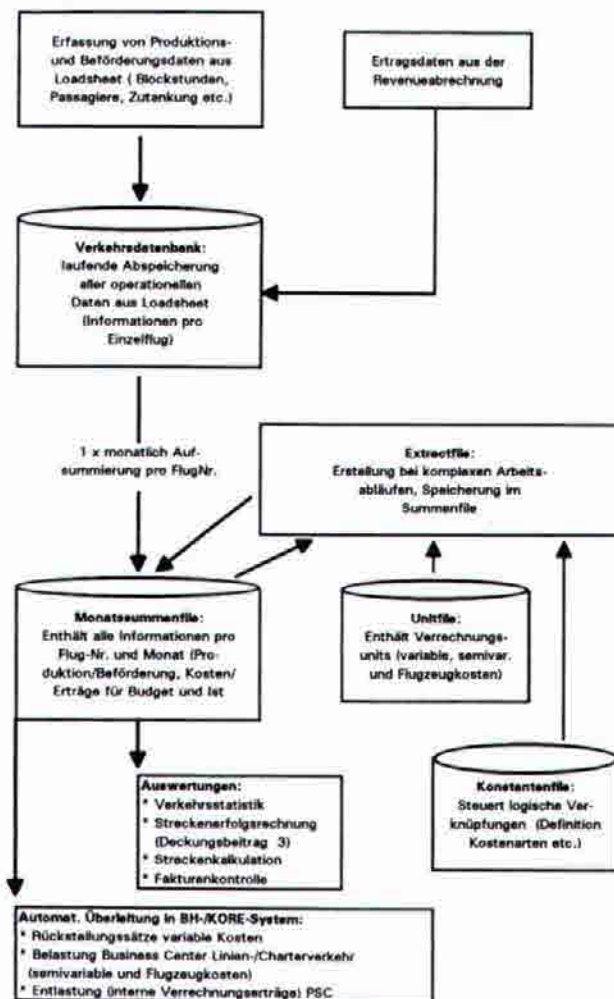 Erfassung von Produktions-
und Beförderungsdaten aus
Loadsheet ( Blockstunden,
Passagiere, Zutankung etc.)
Ertragsdaten aus der
Revenueabrechnung
Verkehrsdatenbank:
laufende Abspeicherung
aller operationellen
Daten aus Loadsheet
(Informationen pro
Einzelflug)
1 x monatlich Auf-
summierung pro FlugNr.
Extractfile:
Erstellung bei komplexen Arbeits-
abläufen, Speicherung im
Summenfile
Monatssummenfile:
Enthält alle Informationen pro
Flug-Nr. und Monat (Pro-
duktion/Beförderung, Kosten/
Erträge für Budget und Ist
Unitfile:
Enthält Verrechnungs-
units (variable, semivar.
und Flugzeugkosten)
Konstantenfile:
Steuert logische Ver-
knüpfungen (Definition
Kostenarten etc.)
Auswertungen:
* Verkehrsstatistik
* Streckenerfolgsrechnung
(Deckungsbeitrag 3)
* Streckenkalkulation
* Fakturenkontrolle
Automat. Überleitung in BH-/KORE-System:
* Rückstellungssätze variable Kosten
* Belastung Business Center Linien-/Charterverkehr
(semivariable und Flugzeugkosten)
* Entlastung (interne Verrechnungserträge) PSC